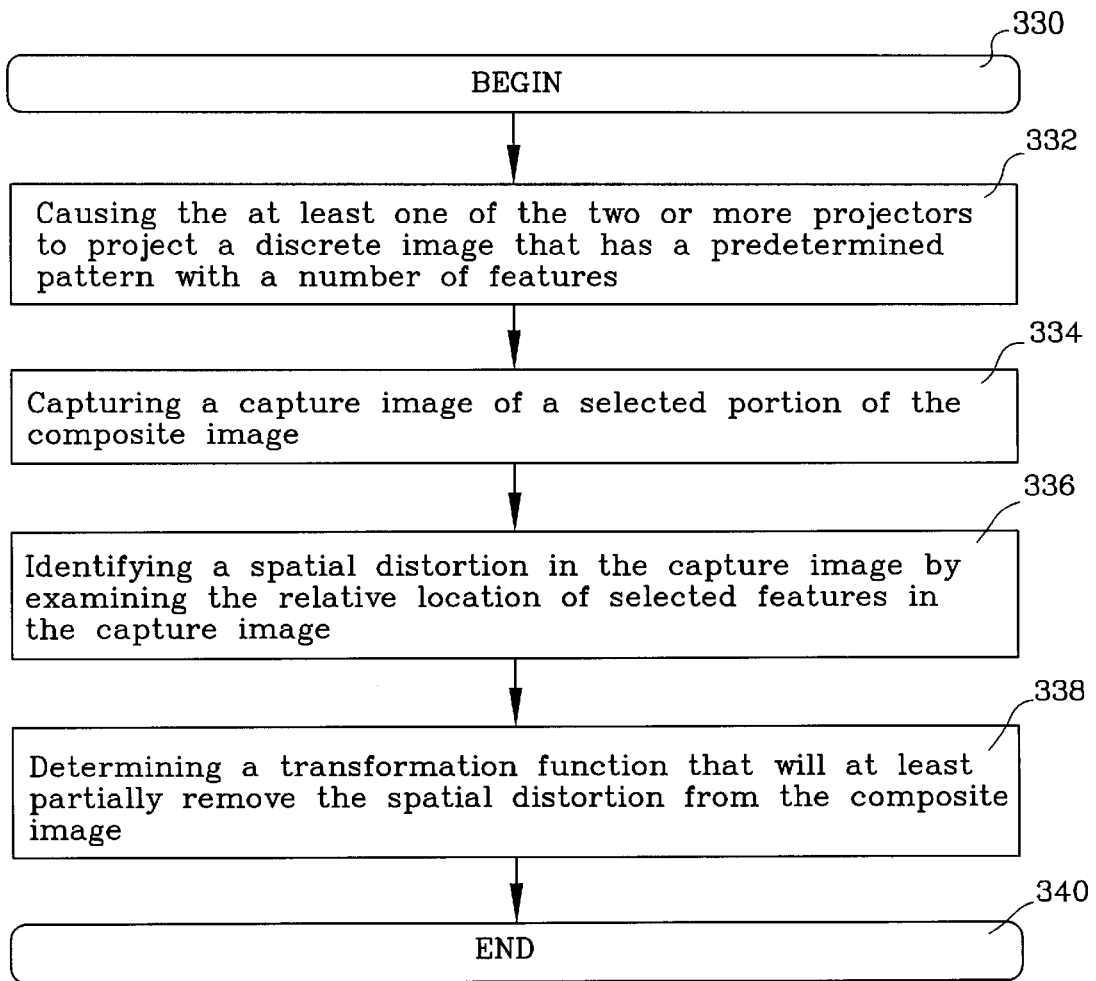 330
BEGIN
332
Causing the at least one of the two or more projectors
to project a discrete image that has a predetermined
pattern with a number of features
334
Capturing a capture image of a selected portion of the
composite image
336
Identifying a spatial distortion in the capture image by
examining the relative location of selected features in
the capture image
338
Determining a transformation function that will at least
partially remove the spatial distortion from the composite
image
340
END